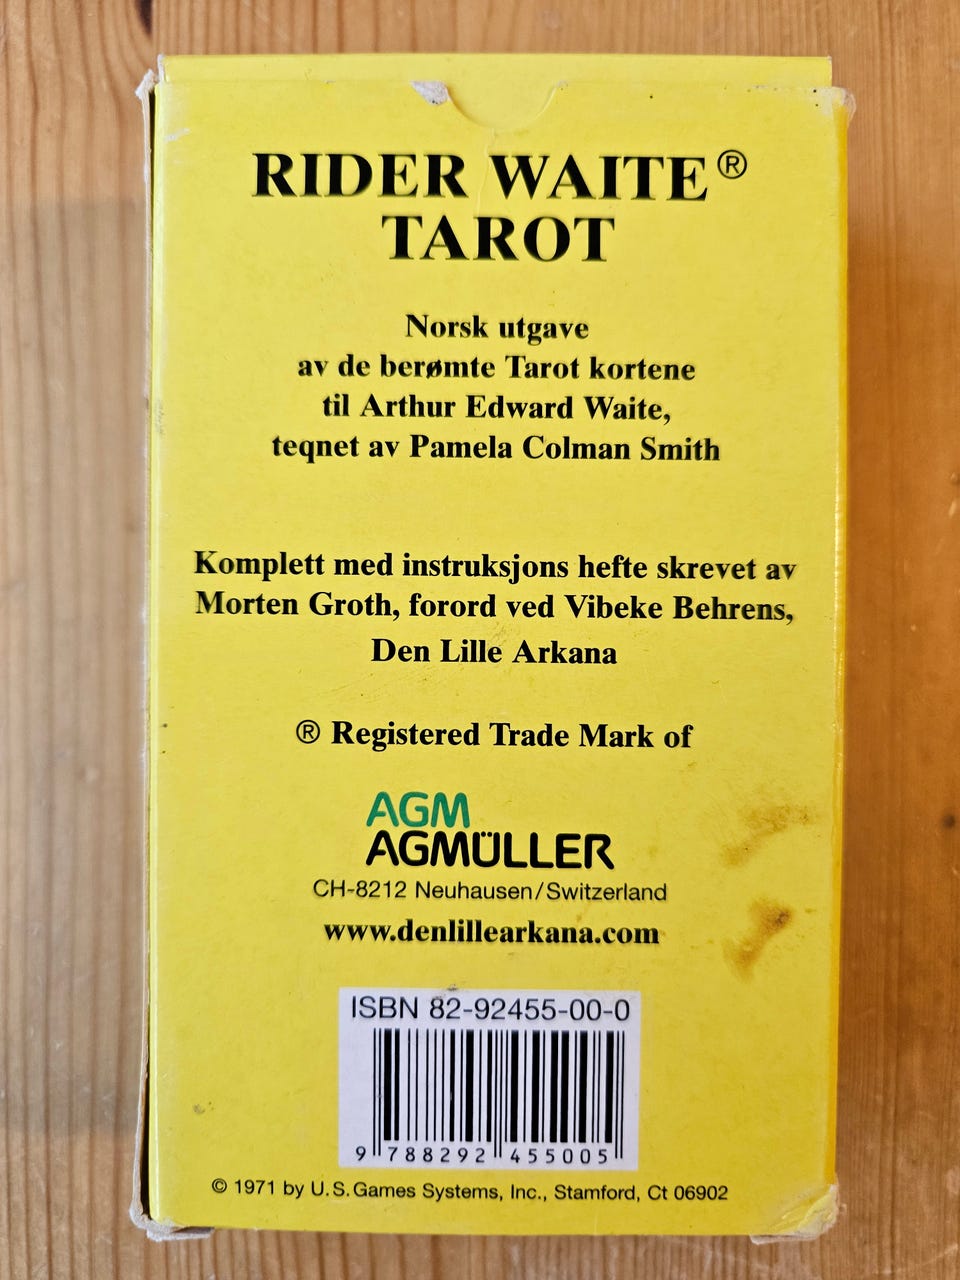 RIDER WAITE®
TAROT
Norsk utgave
av de berømte Tarot kortene
til Arthur Edward Waite,
teqnet av Pamela Colman Smith
Komplett med instruksjons hefte skrevet av
Morten Groth, forord ved Vibeke Behrens,
Den Lille Arkana
® Registered Trade Mark of
AGM
AGMÜLLER
CH-8212 Neuhausen/Switzerland
www.denlillearkana.com
ISBN 82-92455-00-0
9 788292 455005
© 1971 by U.S.Games Systems, Inc., Stamford, Ct 06902